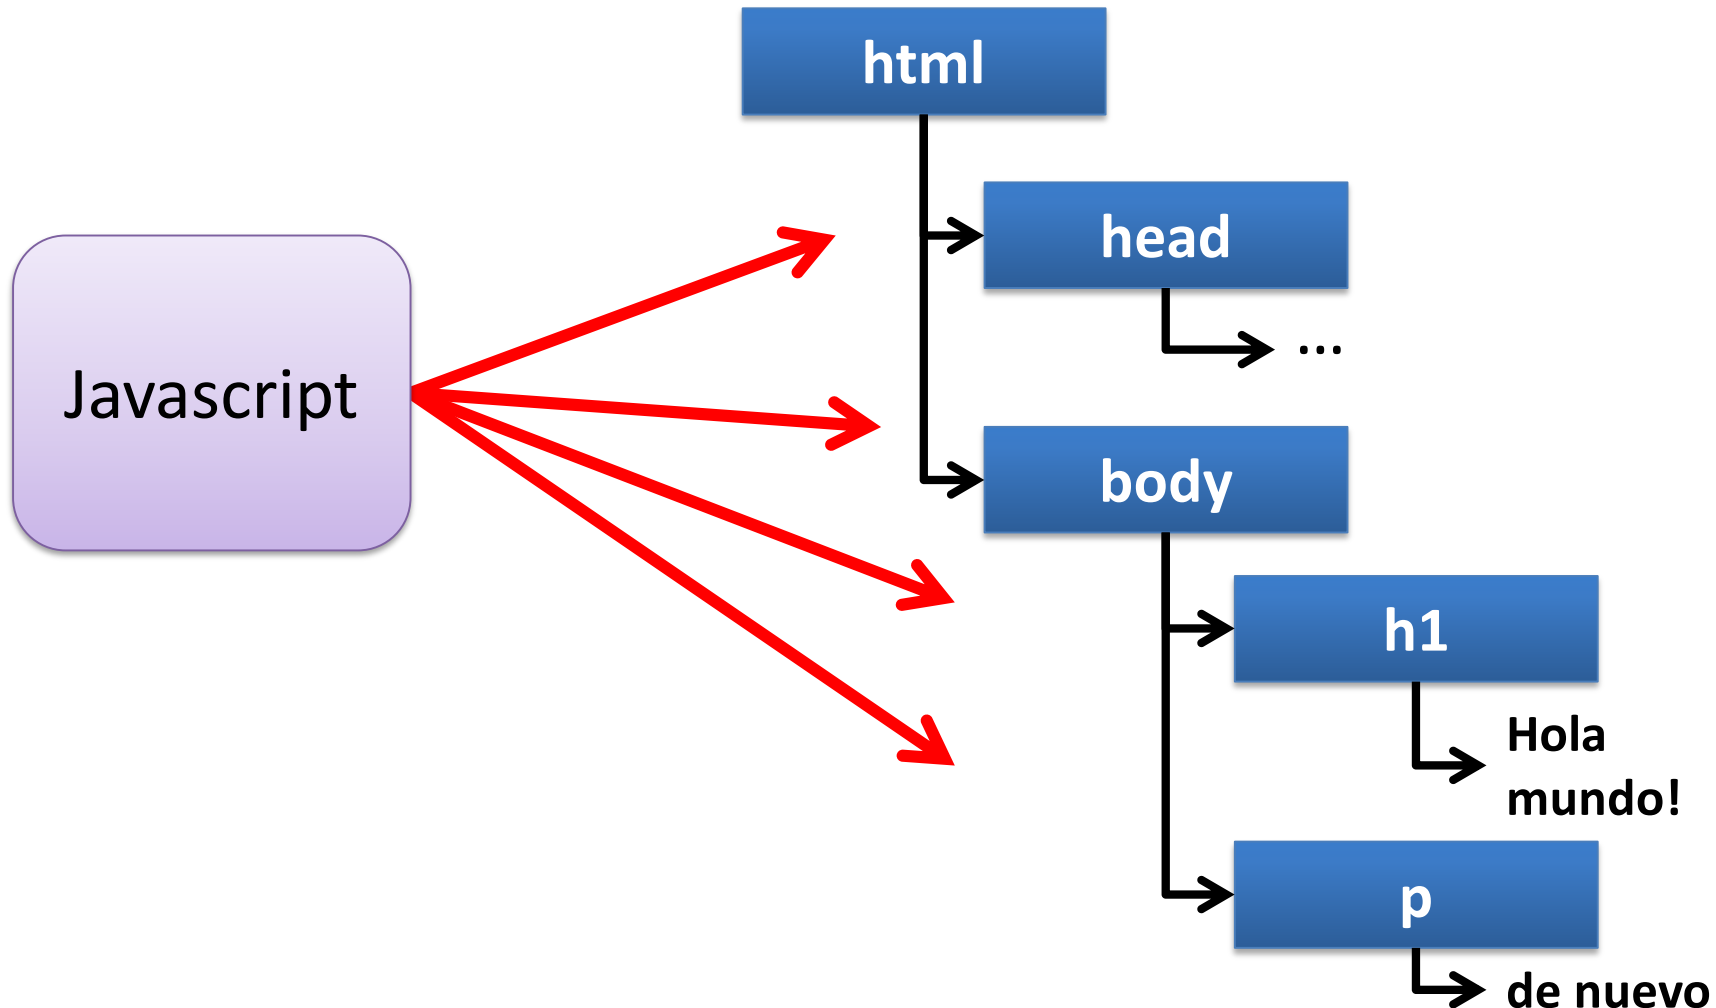 html
head
...
Javascript
body
h1
Hola
mundo!
p
de nuevo